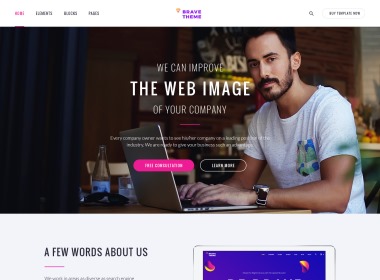 HOME ELEMENTS BLOCKS PAGES
BRAVE
THEME
BUY TEMPLATE NOW
WE CAN IMPROVE
THE WEB IMAGE
OF YOUR COMPANY
Every company owner wants to see his/her company on a leading position in the
industry. We are ready to give your business such an advantage.
FREE CONSULTATION LEARN MORE
A FEW WORDS ABOUT US
We work in areas as diverse as search engine